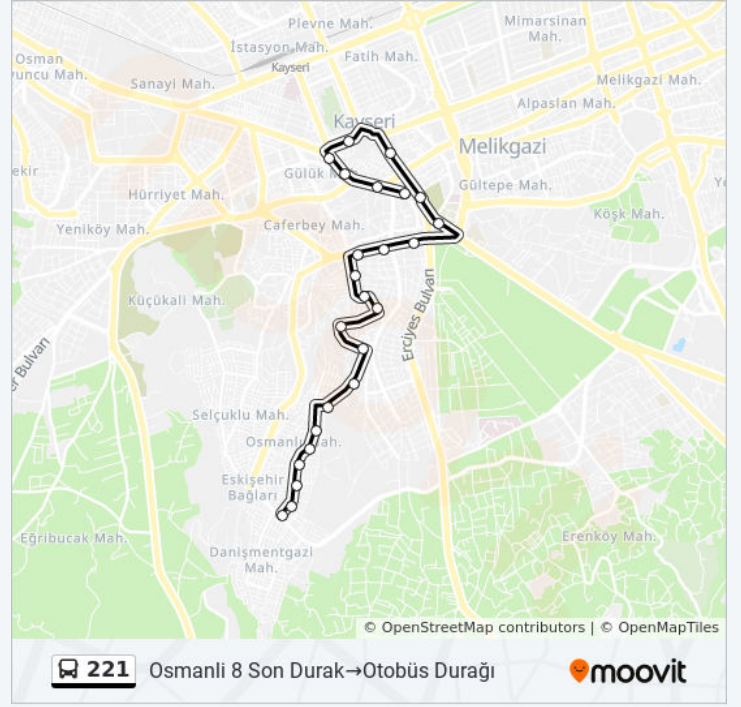 Plevne Mah.
Mimarsinan
Mah.
Osman
yuncu Mah.
İstasyon Mah.
Fatih Mah.
Kayseri
Sanayi Mah.
Melikgazi Mah.
Alpaslan Mah.
Kayseri
Melikgazi
ekir
Gülük M
Gültepe Mah.
Ye
Hürriyet Mah.
Köşk Mah.
Yeniköy Mah.
Caferbey Mah.
Küçükali Mah.
Erciyes Bulvarı
er Bulvarı
Selçuklu Mah.
Osmanlı Mah.
Eskişehir
Bağları
Eğribucak Mah.
Erenköy Mah.
Danişmentgazi
Mah.
© OpenStreetMap contributors | © OpenMapTiles
221 Osmanli 8 Son Durak→Otobüs Durağı
moovit